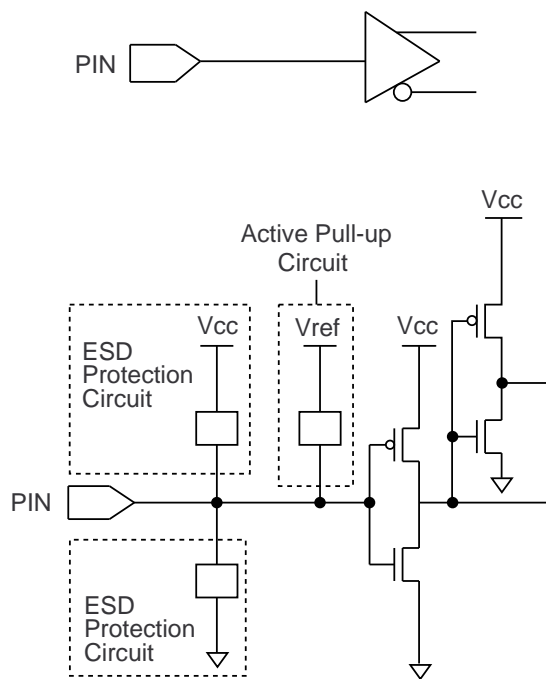 PIN
Vcc
Active Pull-up
Circuit
Vcc
Vref
Vcc
ESD
Protection
Circuit
PIN
ESD
Protection
Circuit